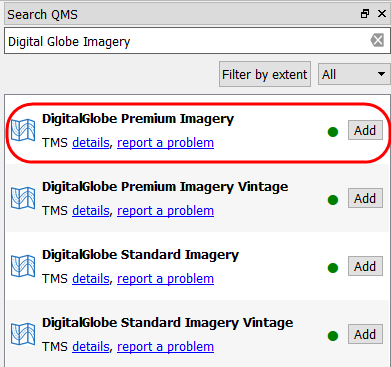 Search QMS
Digital Globe Imagery
Filter by extent All
DigitalGlobe Premium Imagery
TMS details, report a problem Add
DigitalGlobe Premium Imagery Vintage
TMS details, report a problem Add
DigitalGlobe Standard Imagery
TMS details, report a problem Add
DigitalGlobe Standard Imagery Vintage
TMS details, report a problem Add